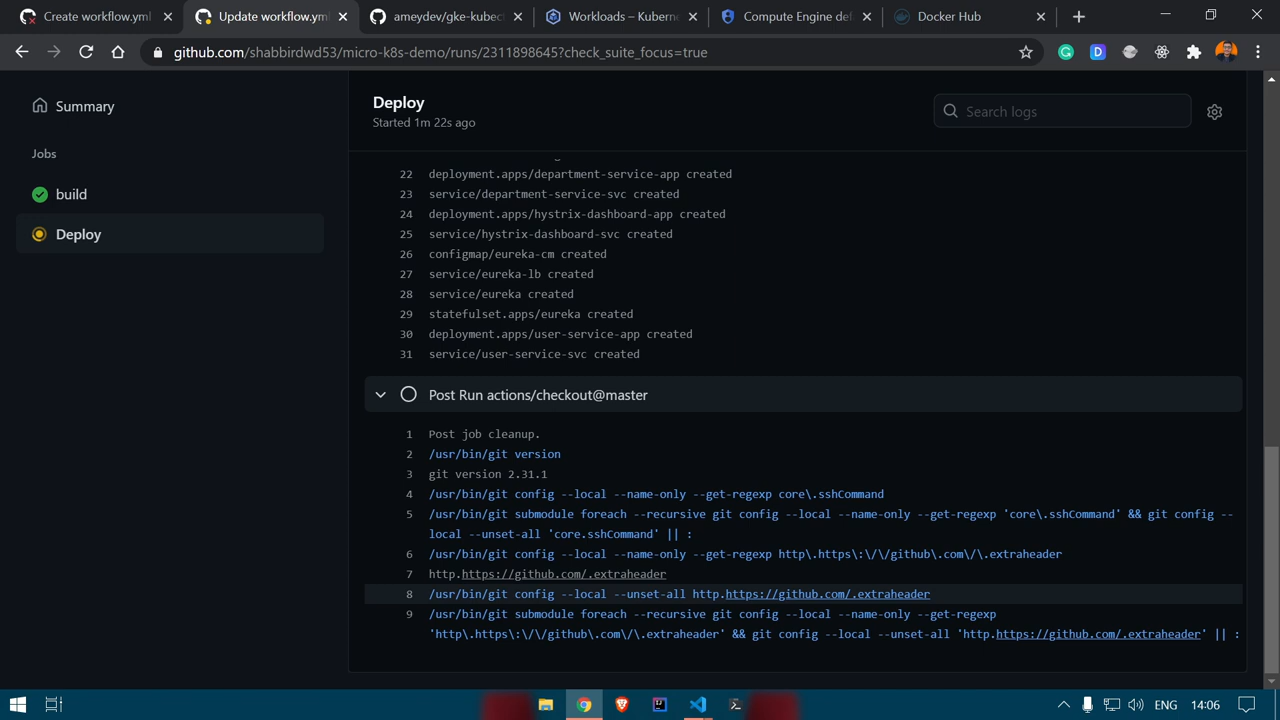 Create workflow.yml
Update workflow.yml
ameydev/gke-kubect
Workloads – Kuberne
Compute Engine def
Docker Hub
github.com/shabbirdwd53/micro-k8s-demo/runs/2311898645?check_suite_focus=true
Summary
Jobs
build
Deploy
Deploy
Started 1m 22s ago
Search logs
22 deployment.apps/department-service-app created
23 service/department-service-svc created
24 deployment.apps/hystrix-dashboard-app created
25 service/hystrix-dashboard-svc created
26 configmap/eureka-cm created
27 service/eureka-lb created
28 service/eureka created
29 statefulset.apps/eureka created
30 deployment.apps/user-service-app created
31 service/user-service-svc created
Post Run actions/checkout@master
1 Post job cleanup.
2 /usr/bin/git version
3 git version 2.31.1
4 /usr/bin/git config --local --name-only --get-regexp core\.sshCommand
5 /usr/bin/git submodule foreach --recursive git config --local --name-only --get-regexp 'core\.sshCommand' && git config --
local --unset-all 'core.sshCommand' || :
6 /usr/bin/git config --local --name-only --get-regexp http\.https\:\/\/github\.com\/\.extraheader
7 http.https://github.com/.extraheader
8 /usr/bin/git config --local --unset-all http.https://github.com/.extraheader
9 /usr/bin/git submodule foreach --recursive git config --local --name-only --get-regexp
'http\.https\:\/\/github\.com\/\.extraheader' && git config --local --unset-all 'http.https://github.com/.extraheader' || :
ENG
14:06